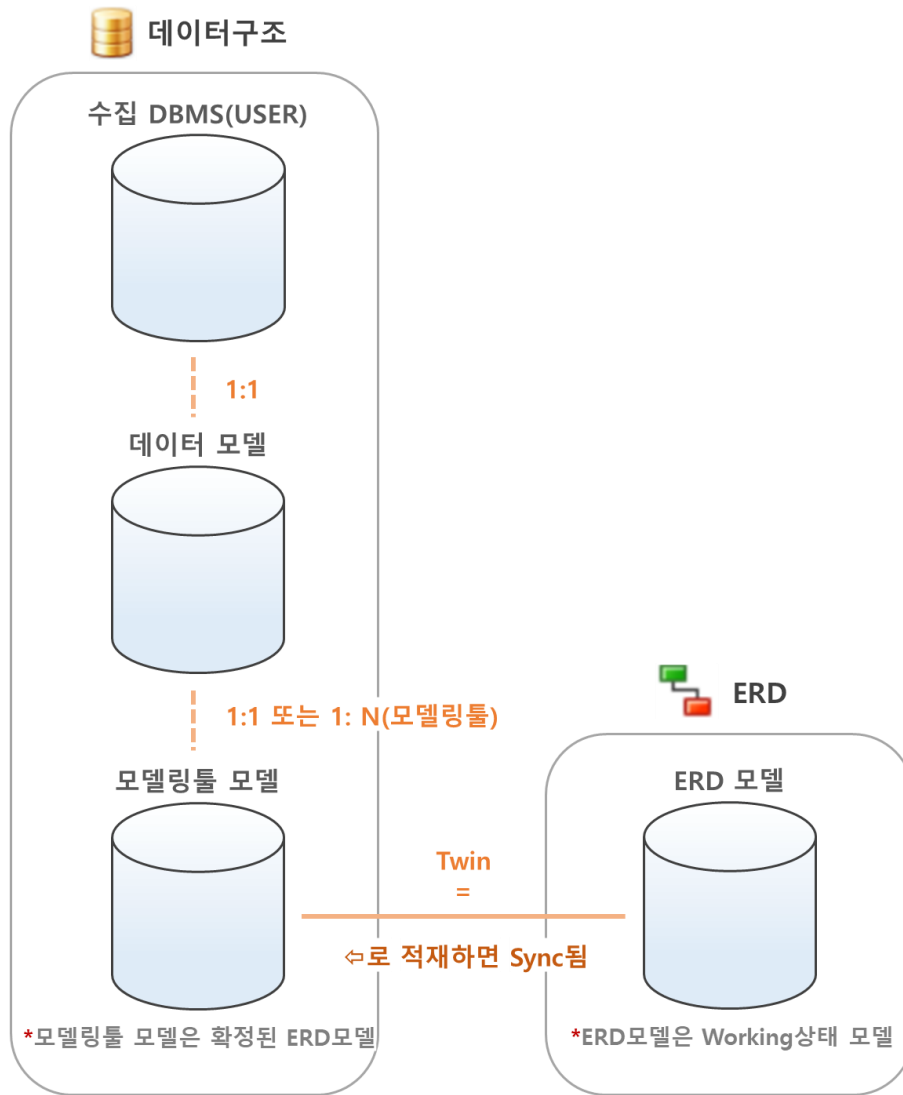 데이터구조
수집 DBMS(USER)
1:1
데이터 모델
1:1 또는 1: N(모델링툴)
모델링툴 모델
*모델링툴 모델은 확정된 ERD모델
Twin
=
⇦로 적재하면 Sync됨
ERD
ERD 모델
*ERD모델은 Working상태 모델